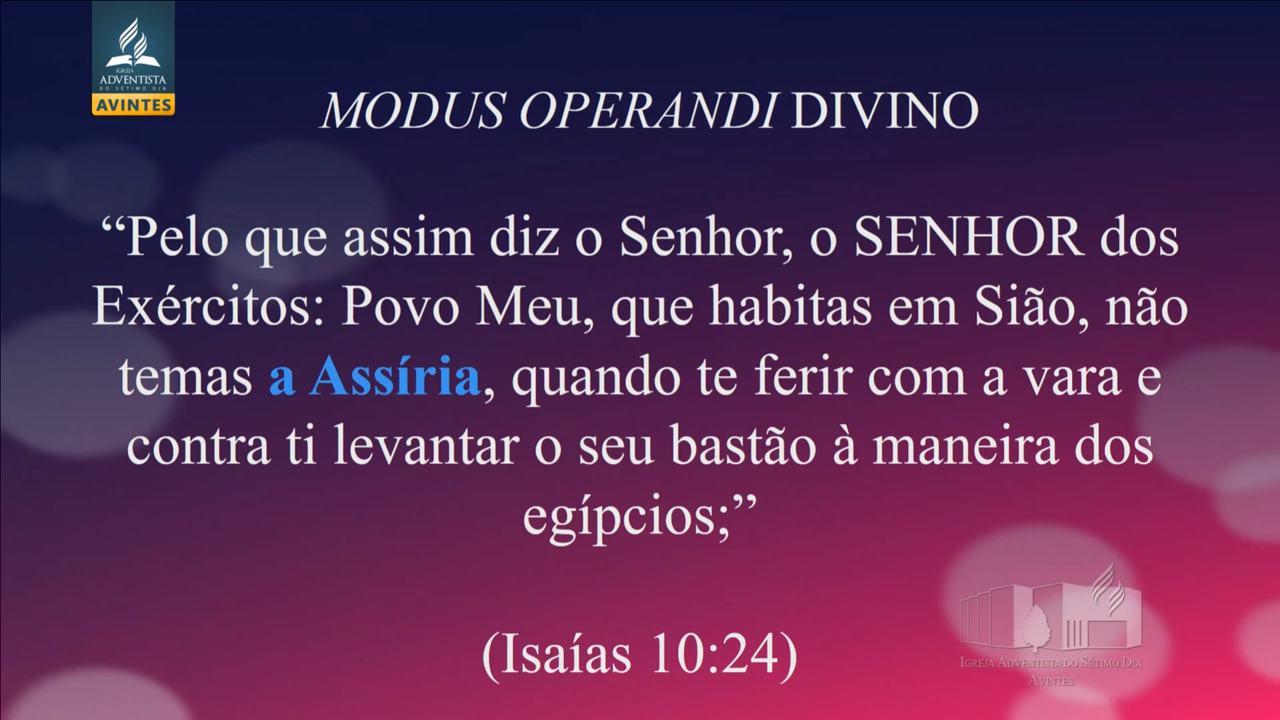 IGREJA
ADVENTISTA
DO SÉTIMO DIA
AVINTES
MODUS OPERANDI DIVINO
“Pelo que assim diz o Senhor, o SENHOR dos
Exércitos: Povo Meu, que habitas em Sião, não
temas a Assíria, quando te ferir com a vara e
contra ti levantar o seu bastão à maneira dos
egípcios;”
(Isaías 10:24)
IGREJA ADVENTISTA DO SÉTIMO DIA
AVINTES